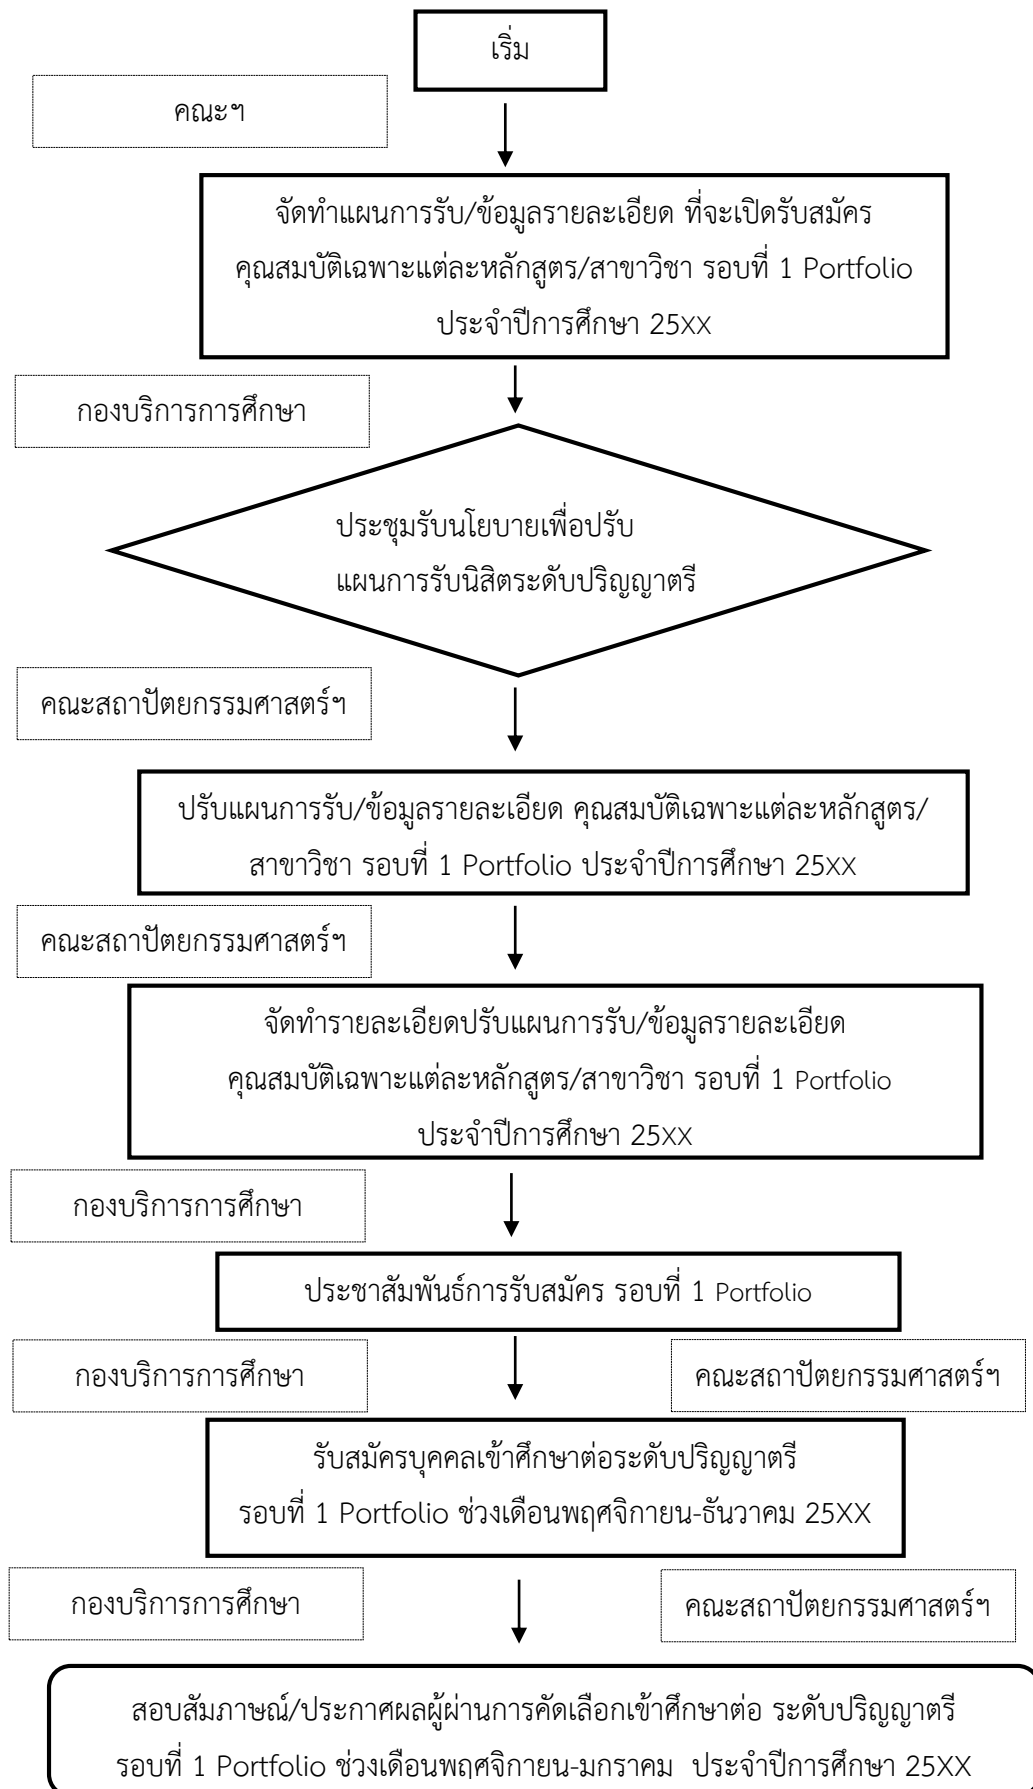 เริ่ม
คณะฯ
จัดทำแผนการรับ/ข้อมูลรายละเอียด ที่จะเปิดรับสมัคร
คุณสมบัติเฉพาะแต่ละหลักสูตร/สาขาวิชา รอบที่ 1 Portfolio
ประจำปีการศึกษา 25XX
กองบริการการศึกษา
ประชุมรับนโยบายเพื่อปรับ
แผนการรับนิสิตระดับปริญญาตรี
คณะสถาปัตยกรรมศาสตร์ฯ
ปรับแผนการรับ/ข้อมูลรายละเอียด คุณสมบัติเฉพาะแต่ละหลักสูตร/
สาขาวิชา รอบที่ 1 Portfolio ประจำปีการศึกษา 25XX
คณะสถาปัตยกรรมศาสตร์ฯ
จัดทำรายละเอียดปรับแผนการรับ/ข้อมูลรายละเอียด
คุณสมบัติเฉพาะแต่ละหลักสูตร/สาขาวิชา รอบที่ 1 Portfolio
ประจำปีการศึกษา 25XX
กองบริการการศึกษา
ประชาสัมพันธ์การรับสมัคร รอบที่ 1 Portfolio
กองบริการการศึกษา
คณะสถาปัตยกรรมศาสตร์ฯ
รับสมัครบุคคลเข้าศึกษาต่อระดับปริญญาตรี
รอบที่ 1 Portfolio ช่วงเดือนพฤศจิกายน-ธันวาคม 25XX
กองบริการการศึกษา
คณะสถาปัตยกรรมศาสตร์ฯ
สอบสัมภาษณ์/ประกาศผลผู้ผ่านการคัดเลือกเข้าศึกษาต่อ ระดับปริญญาตรี
รอบที่ 1 Portfolio ช่วงเดือนพฤศจิกายน-มกราคม ประจำปีการศึกษา 25XX